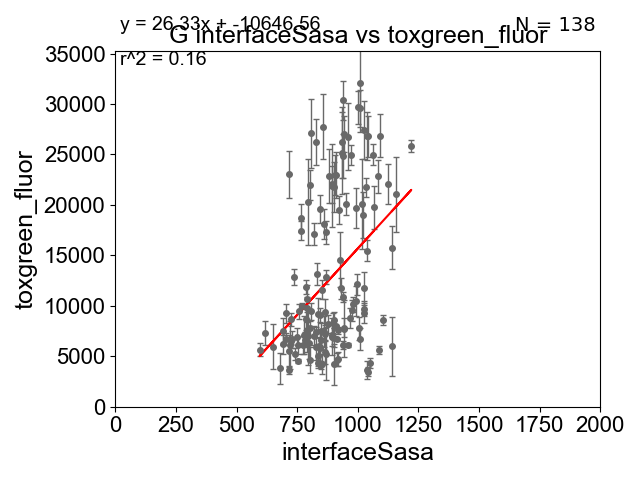 y = 26.33x + -10646.56
N = 138
G interfaceSasa vs toxgreen_fluor
r^2 = 0.16
35000
30000
25000
20000
15000
10000
5000
0
toxgreen_fluor
0 250 500 750 1000 1250 1500 1750 2000
interfaceSasa